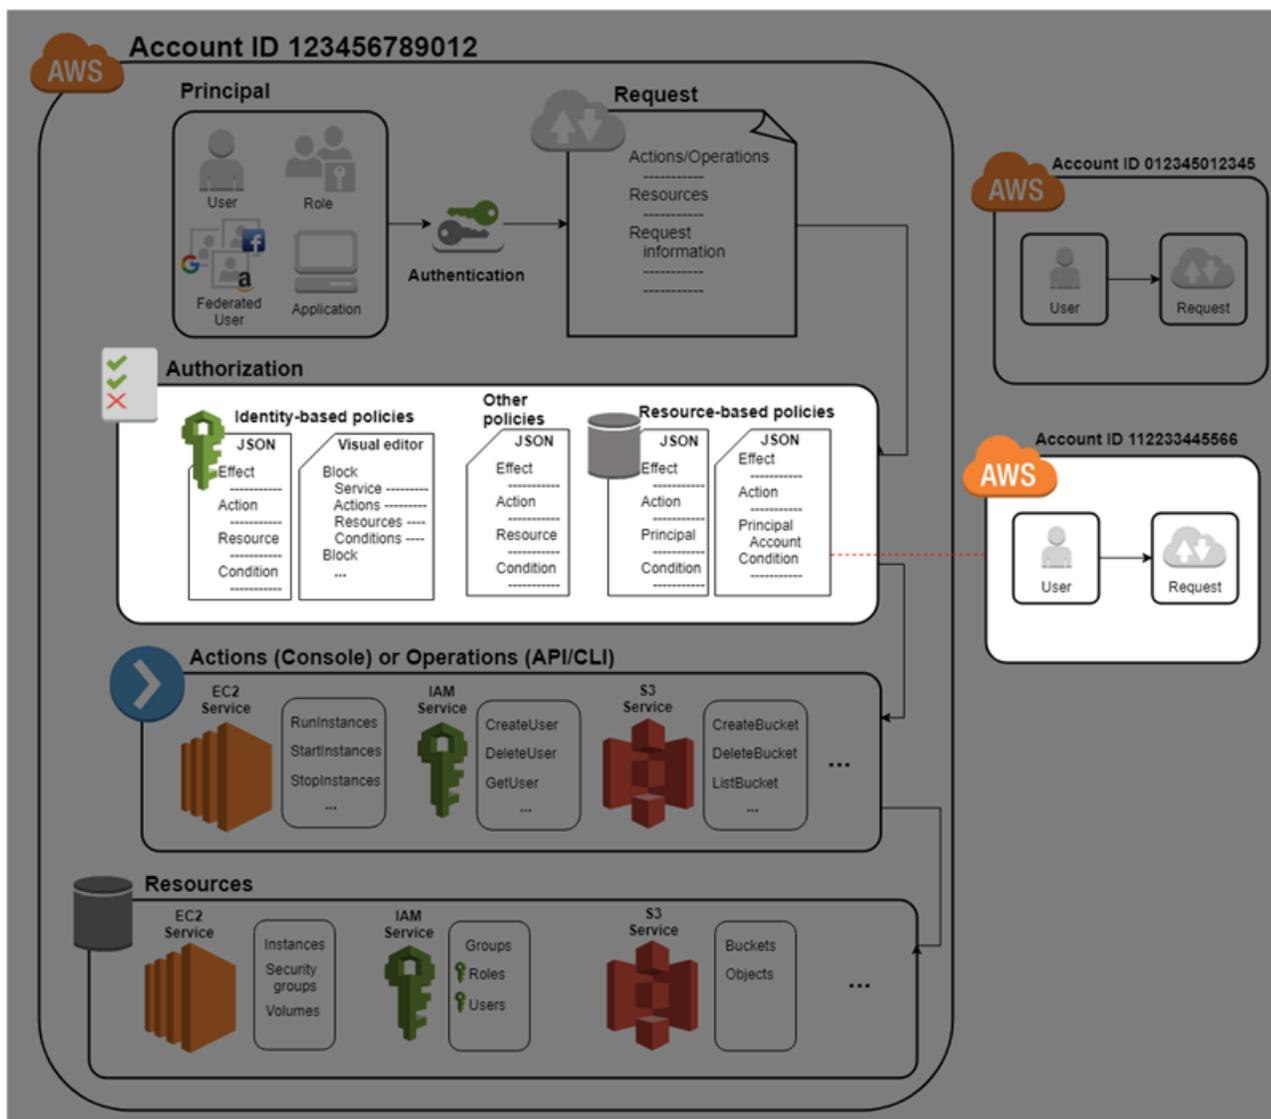 Account ID 123456789012
AWS
Principal
User
Role
Federated
User
Application
Authentication
Request
Actions/Operations
-----------
Resources
-----------
Request
information
-----------
-----------
Account ID 012345012345
AWS
User
Request
Authorization
Identity-based policies
JSON
Effect
-----------
Action
-----------
Resource
-----------
Condition
-----------
Visual editor
Block
Service ---------
Actions ---------
Resources ----
Conditions ----
Block
...
Other
policies
JSON
Effect
-----------
Action
-----------
Resource
-----------
Condition
-----------
Resource-based policies
JSON
Effect
-----------
Action
-----------
Principal
-----------
Condition
-----------
JSON
Effect
-----------
Action
-----------
Principal
Account
Condition
-----------
Account ID 112233445566
AWS
User
Request
Actions (Console) or Operations (API/CLI)
EC2
Service
RunInstances
StartInstances
StopInstances
...
IAM
Service
CreateUser
DeleteUser
GetUser
...
S3
Service
CreateBucket
DeleteBucket
ListBucket
...
...
Resources
EC2
Service
Instances
Security
groups
Volumes
IAM
Service
Groups
Roles
Users
S3
Service
Buckets
Objects
...